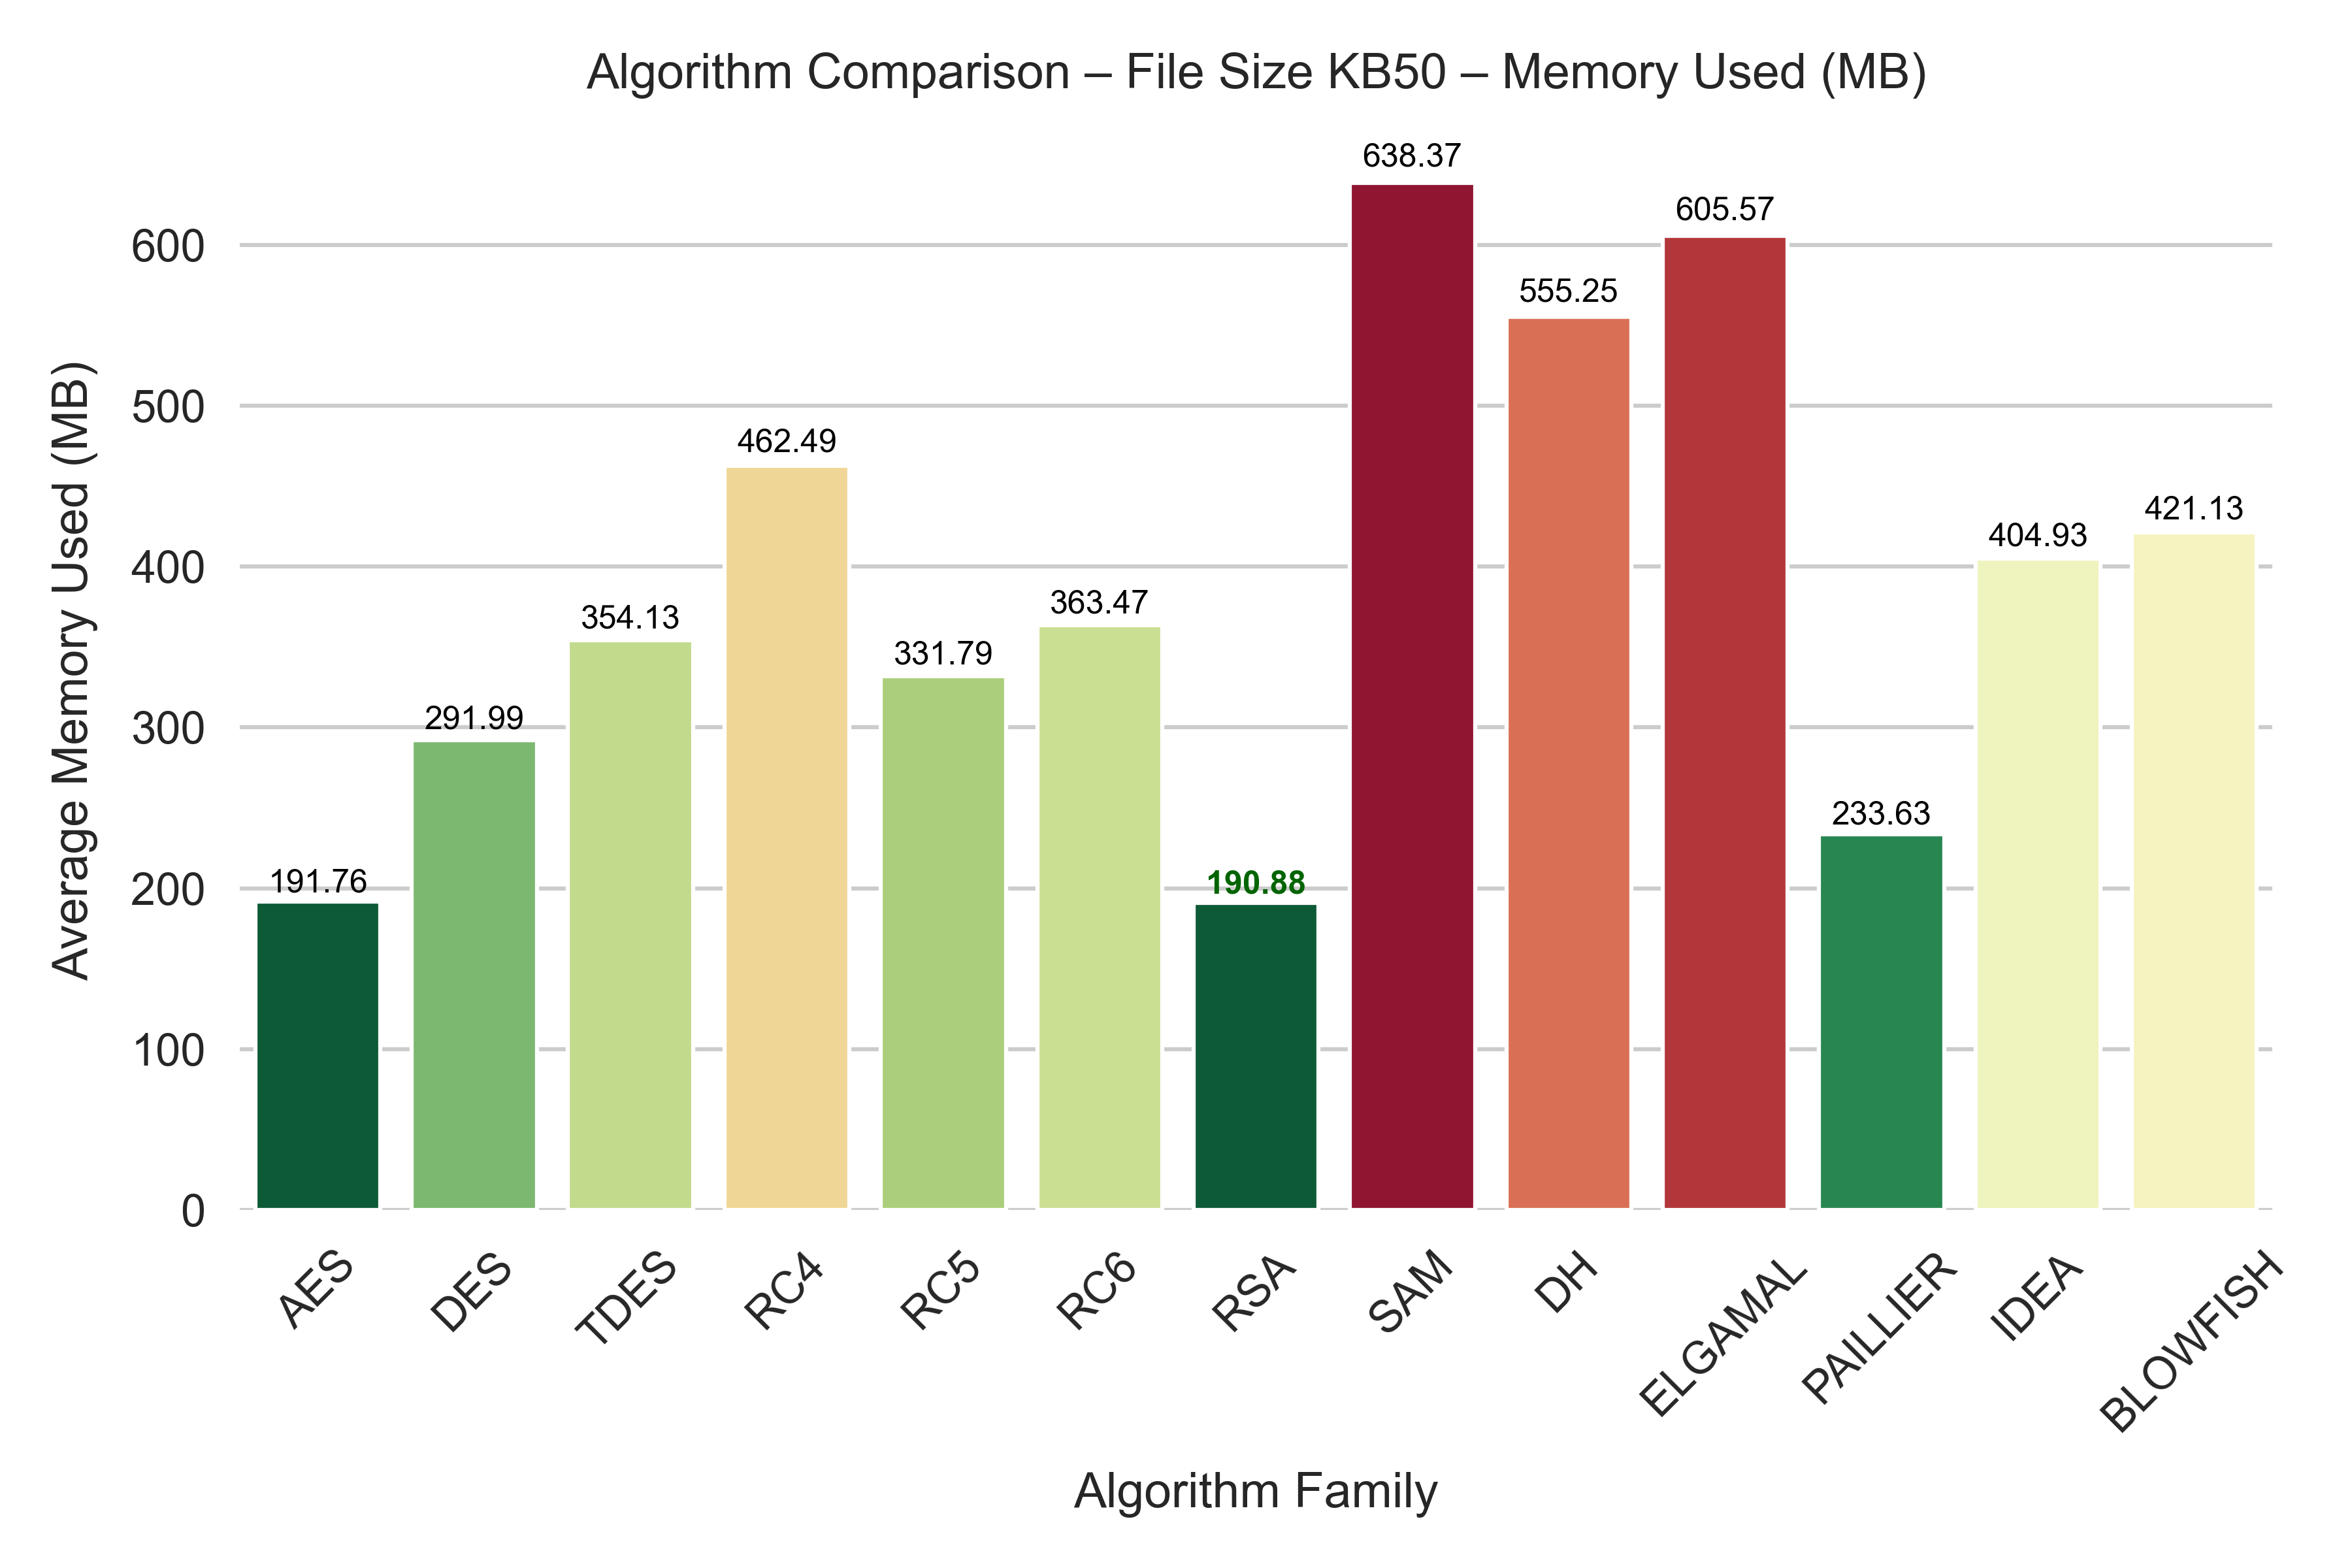 Algorithm Comparison – File Size KB50 – Memory Used (MB)
Average Memory Used (MB)
600
500
400
300
200
100
0
191.76
291.99
354.13
462.49
331.79
363.47
190.88
638.37
555.25
605.57
233.63
404.93
421.13
AES
DES
TDES
RC4
RC5
RC6
RSA
SAM
DH
ELGAMAL
PAILLIER
IDEA
BLOWFISH
Algorithm Family